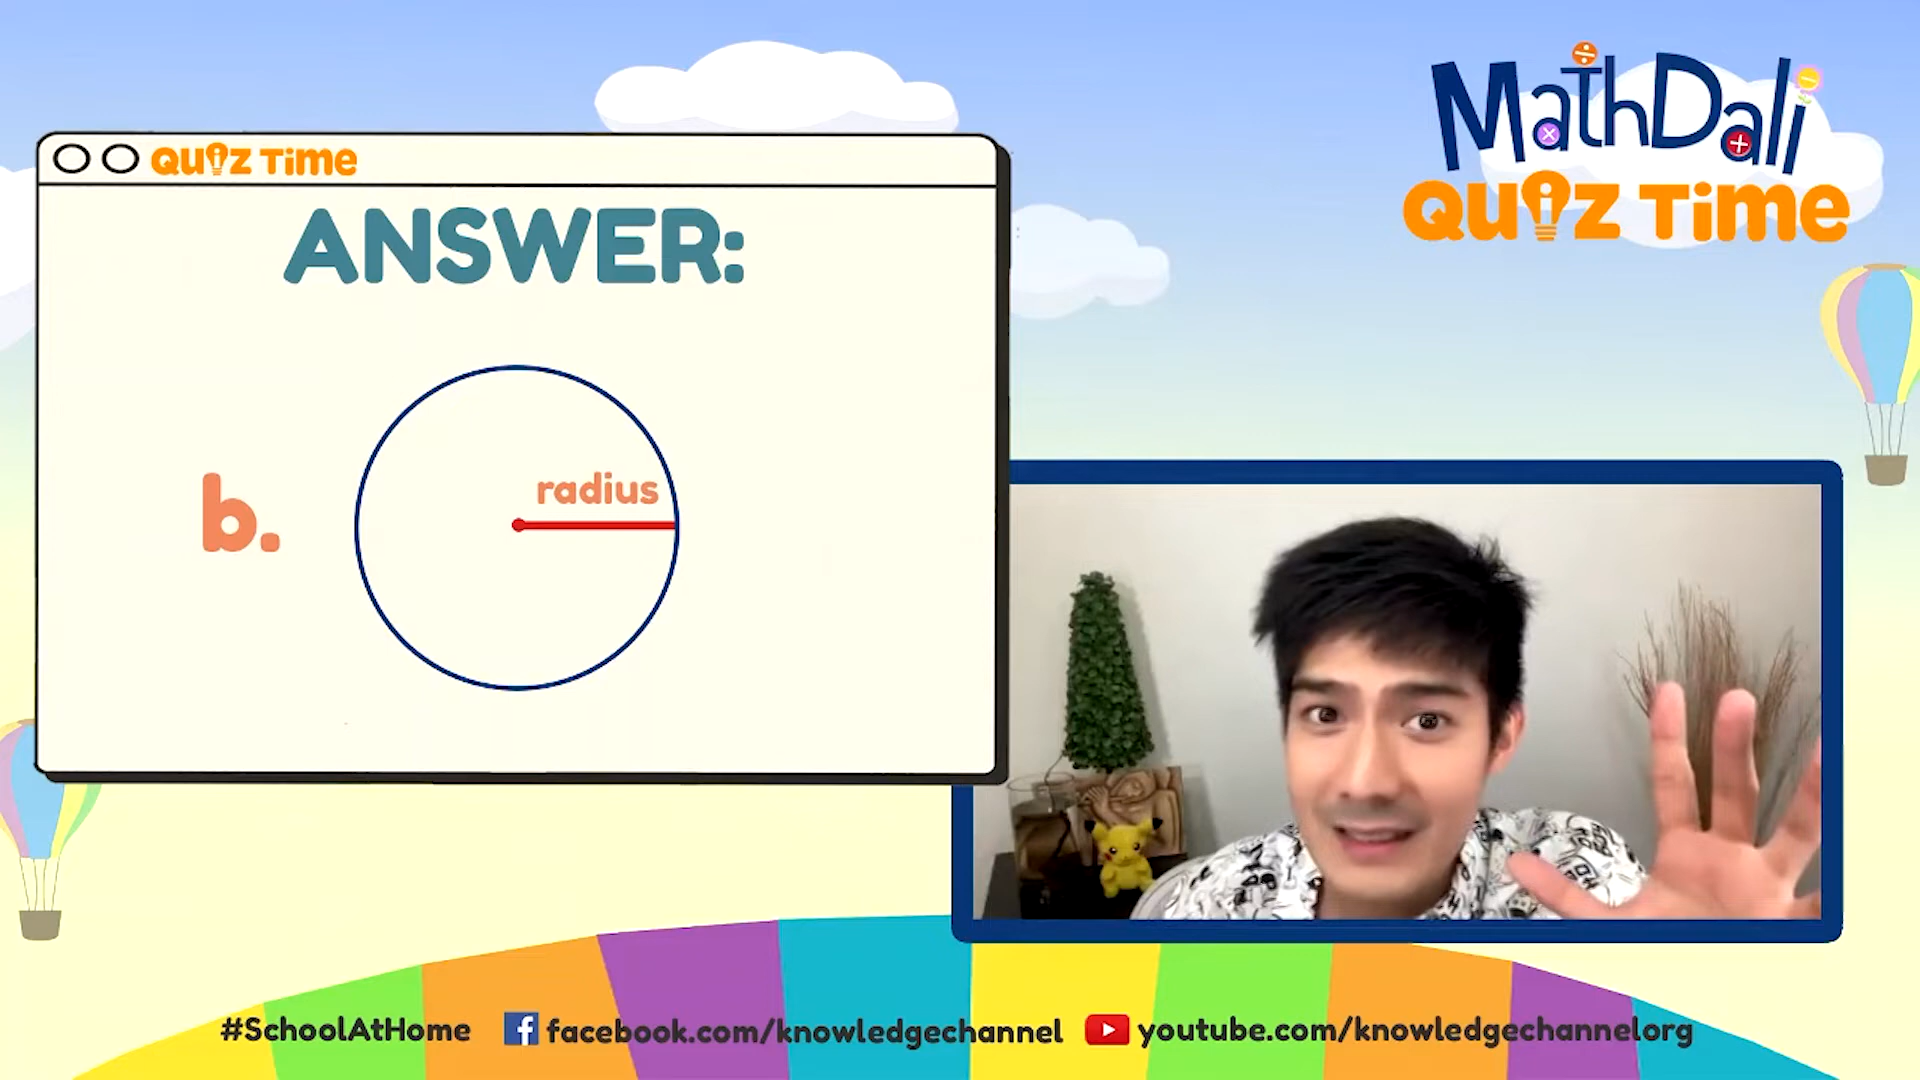 MathDali
QUIZ TIME
QUIZ TIME
ANSWER:
b.
radius
#SchoolAtHome
facebook.com/knowledgechannel
youtube.com/knowledgechannelorg